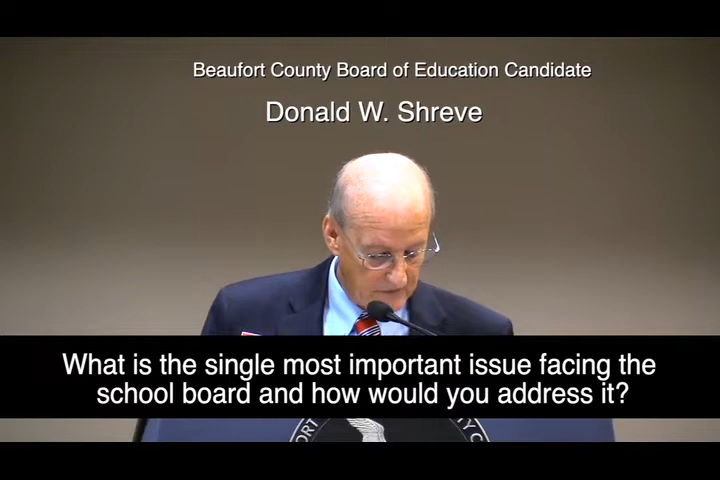 Beaufort County Board of Education Candidate
Donald W. Shreve
What is the single most important issue facing the
school board and how would you address it?